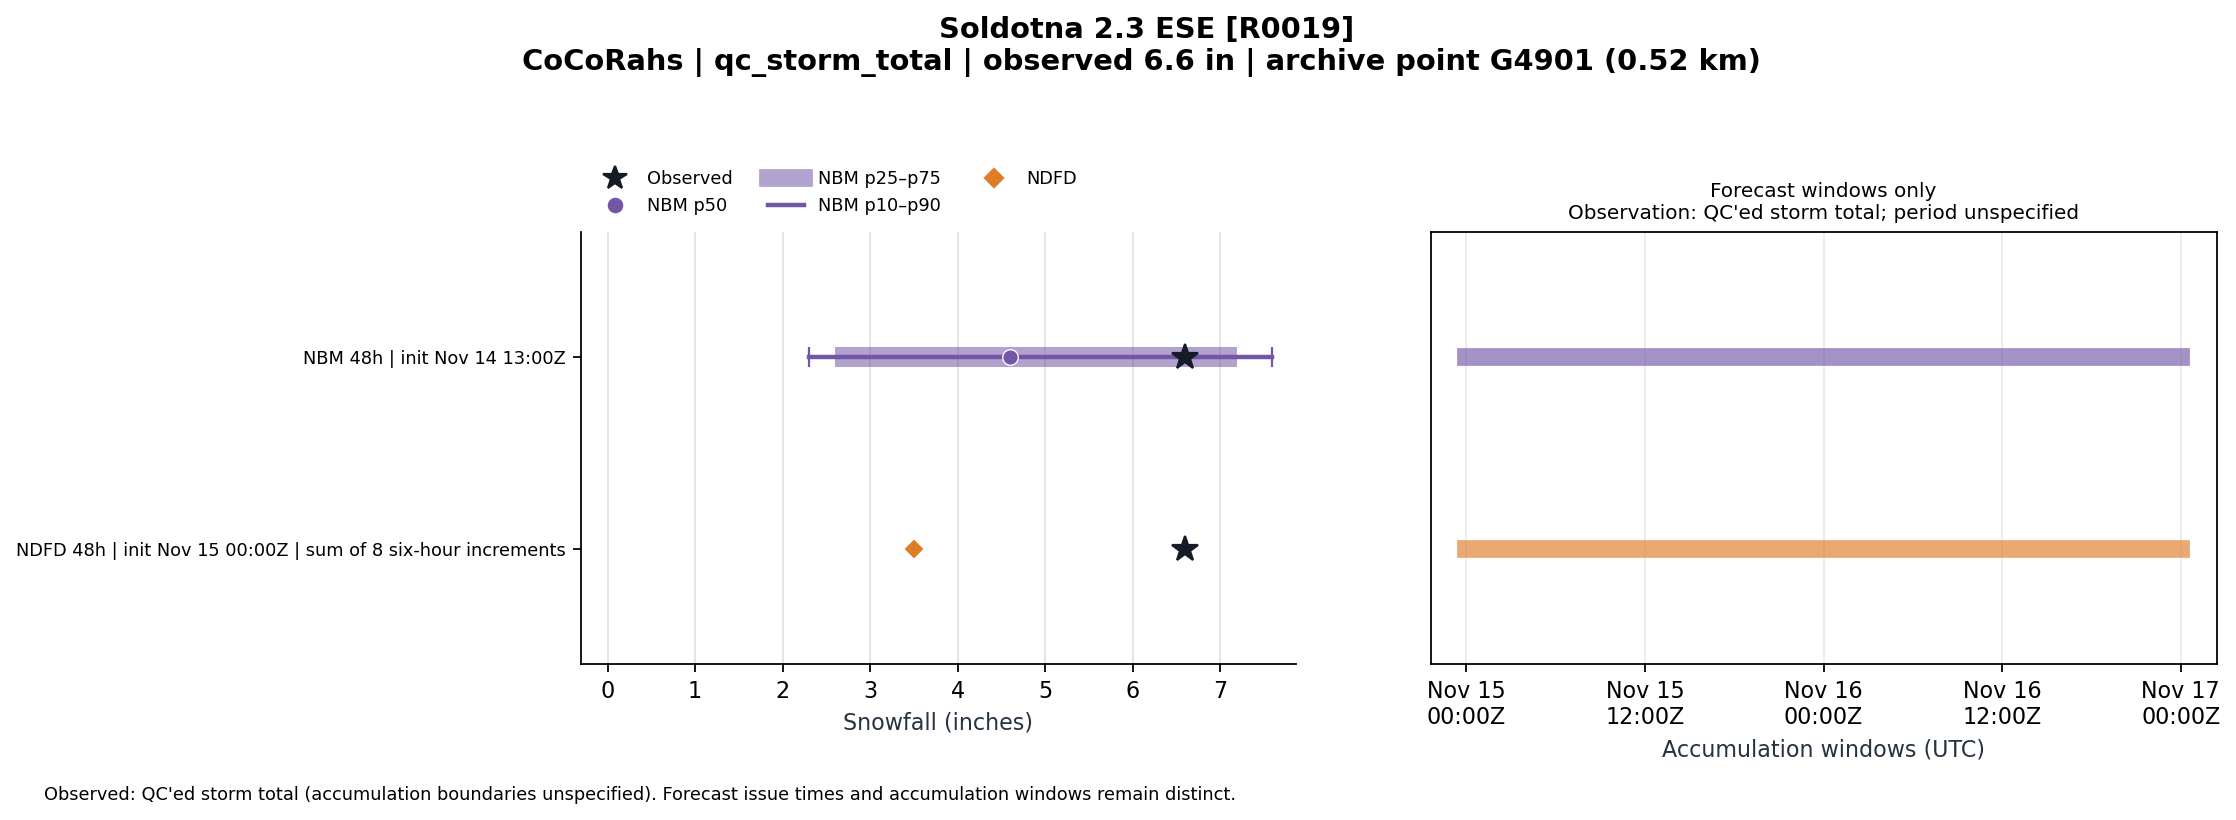 Soldotna 2.3 ESE [R0019]
CoCoRahs | qc_storm_total | observed 6.6 in | archive point G4901 (0.52 km)
Observed
NBM p50
NBM p25–p75
NBM p10–p90
NDFD
NBM 48h | init Nov 14 13:00Z
NDFD 48h | init Nov 15 00:00Z | sum of 8 six-hour increments
0 1 2 3 4 5 6 7
Snowfall (inches)
Forecast windows only
Observation: QC'ed storm total; period unspecified
Nov 15 Nov 15 Nov 16 Nov 16 Nov 17
00:00Z 12:00Z 00:00Z 12:00Z 00:00Z
Accumulation windows (UTC)
Observed: QC'ed storm total (accumulation boundaries unspecified). Forecast issue times and accumulation windows remain distinct.